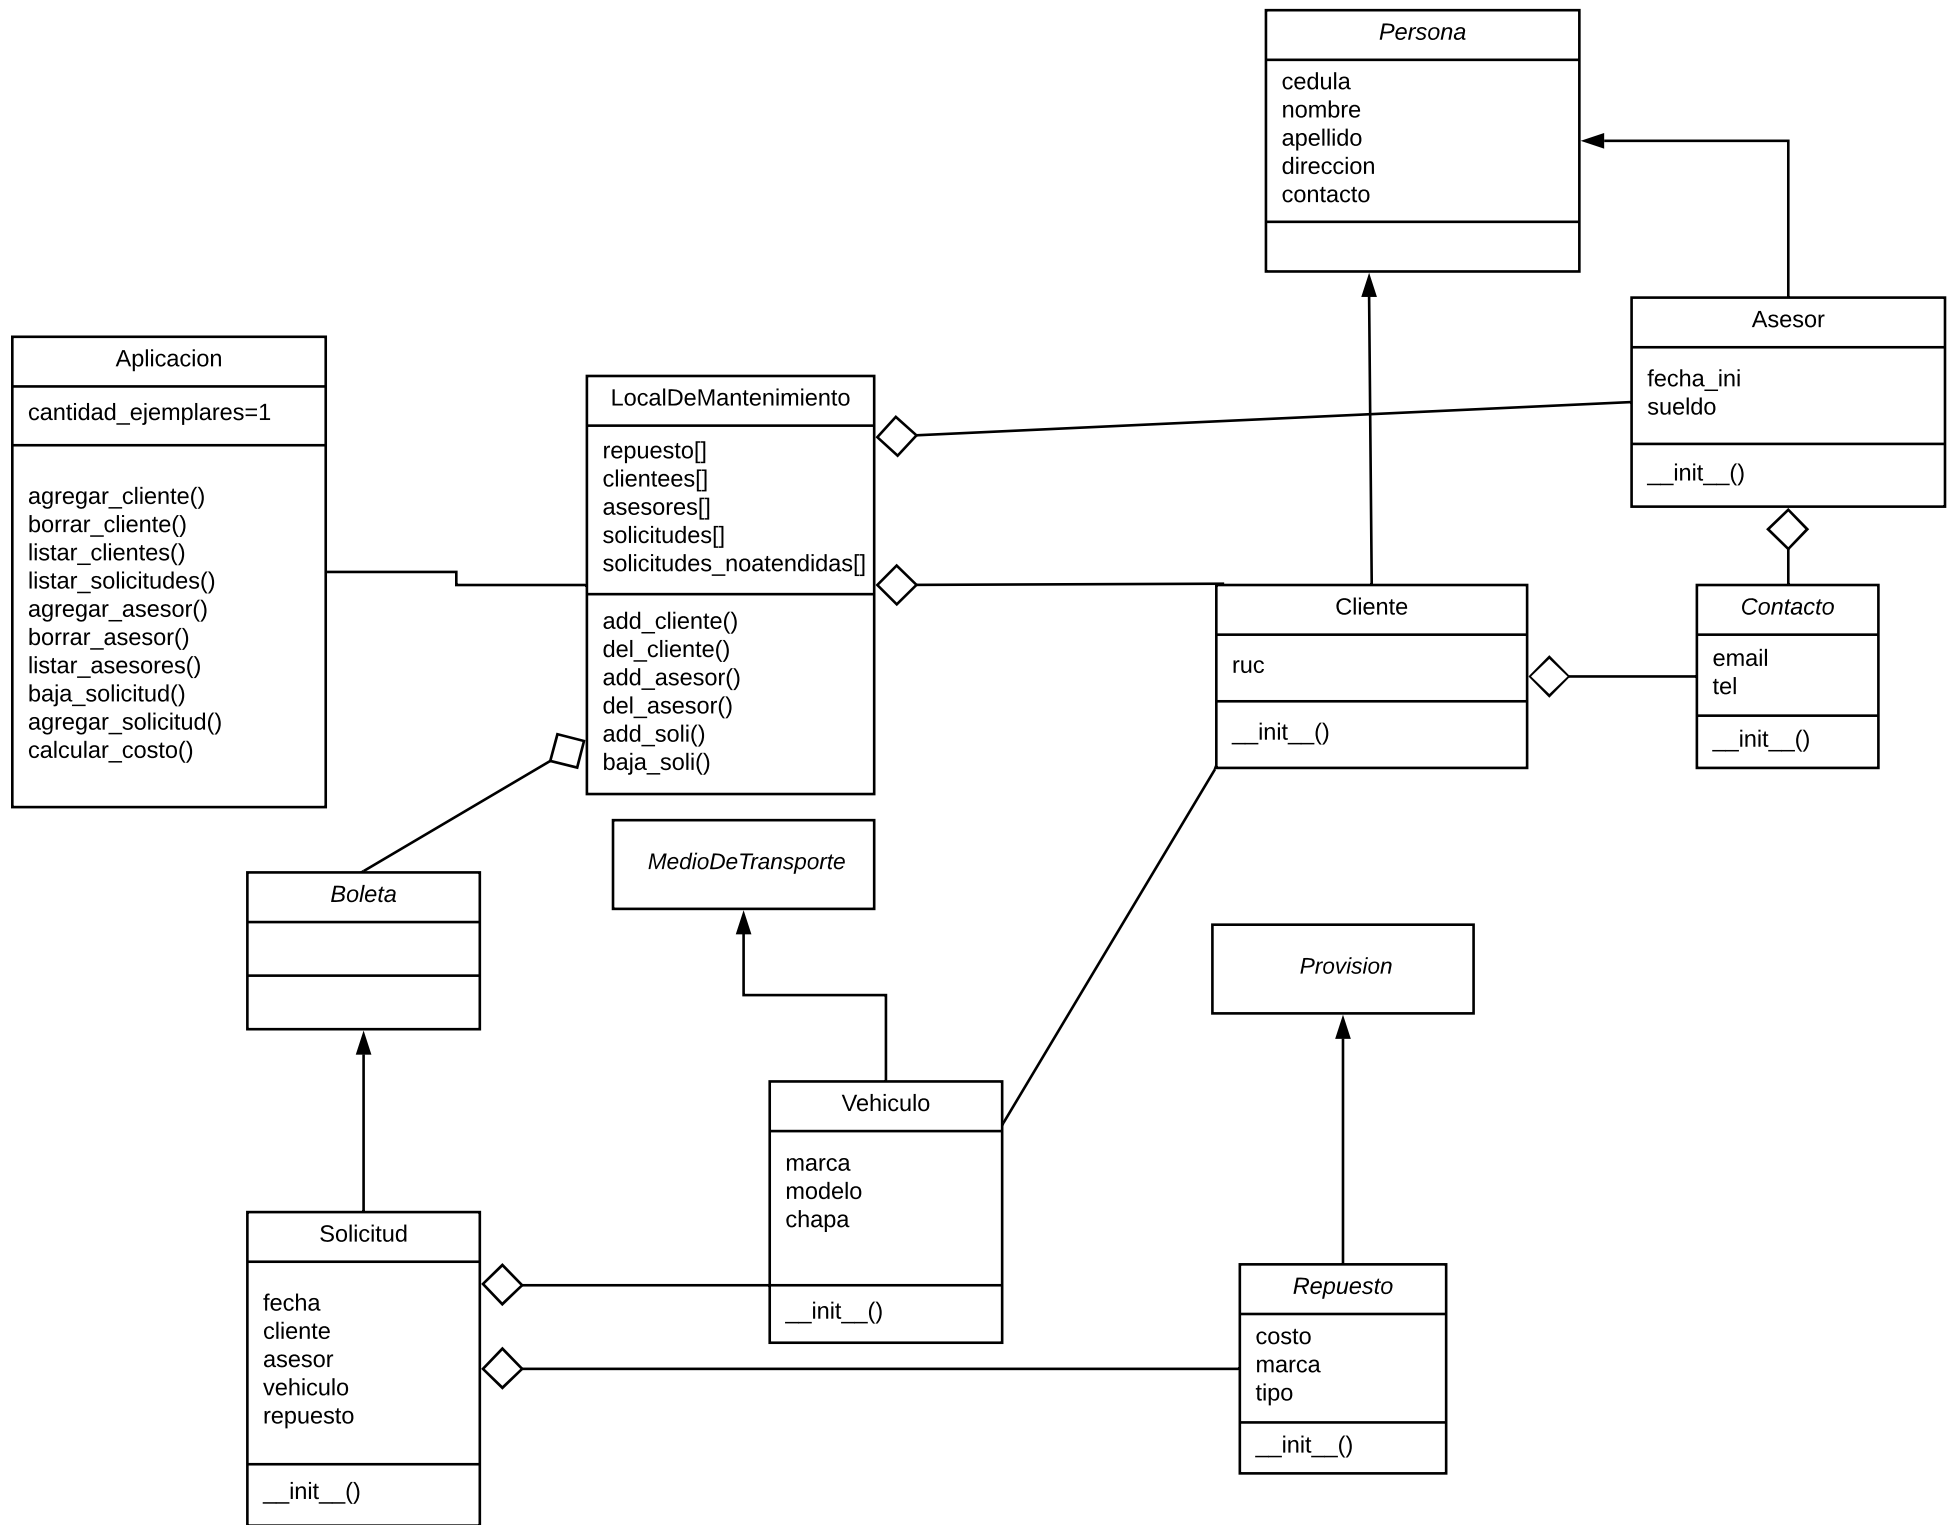 Persona
cedula
nombre
apellido
direccion
contacto
Asesor
fecha_ini
sueldo
__init__()
Aplicacion
cantidad_ejemplares=1
agregar_cliente()
borrar_cliente()
listar_clientes()
listar_solicitudes()
agregar_asesor()
borrar_asesor()
listar_asesores()
baja_solicitud()
agregar_solicitud()
calcular_costo()
LocalDeMantenimiento
repuesto[]
clientees[]
asesores[]
solicitudes[]
solicitudes_noatendidas[]
add_cliente()
del_cliente()
add_asesor()
del_asesor()
add_soli()
baja_soli()
Cliente
ruc
__init__()
Contacto
email
tel
__init__()
Boleta
MedioDeTransporte
Provision
Vehiculo
marca
modelo
chapa
__init__()
Solicitud
fecha
cliente
asesor
vehiculo
repuesto
__init__()
Repuesto
costo
marca
tipo
__init__()